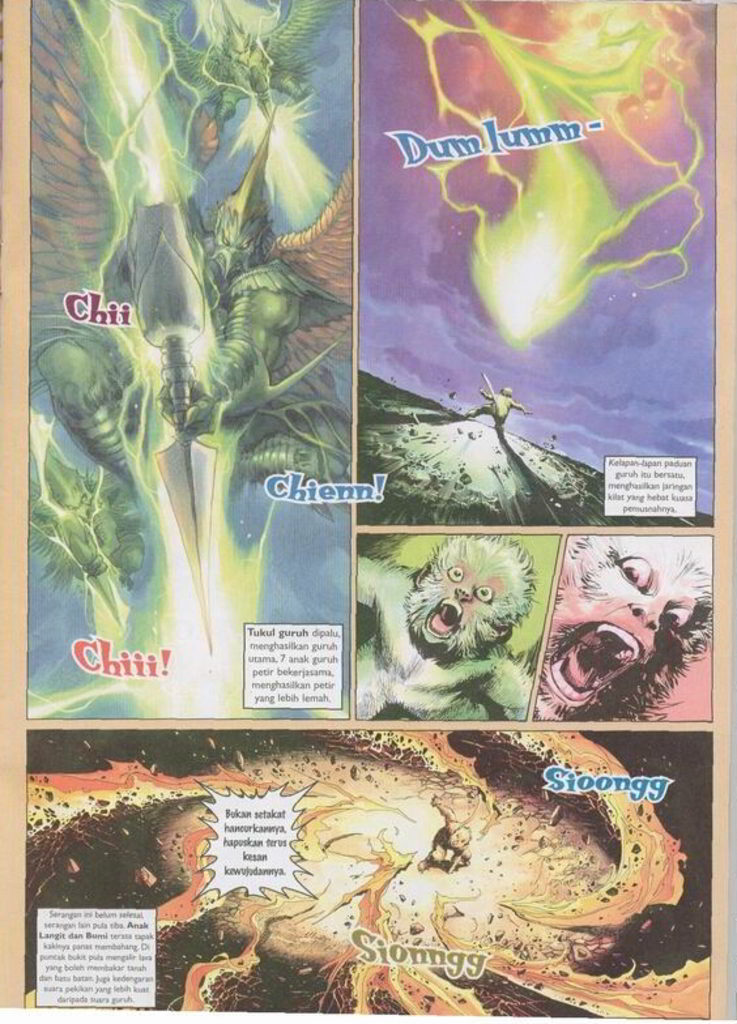 Chii
Chienn!
Chiii!
Tukul guruh dipalu,
menghasilkan guruh
utama, 7 anak guruh
petir bekerjasama,
menghasilkan petir
yang lebih lemah.
Dum lumm -
Kelapan-lapan paduan
guruh itu bersatu,
menghasilkan jaringan
kilat yang hebat kuasa
pemusnahnya.
Sioongg
Bukan setakat
hancurkannya,
hapuskan terus
kesan
kewujudannya.
Serangan ini belum selesai,
serangan lain pula tiba. Anak
Langit dan Bumi terasa tapak
kakinya panas membahang. Di
puncak bukit pula mengalir lava
yang boleh membakar tanah
dan batu batan. Juga kedengaran
suara pekikan yang lebih kuat
daripada suara guruh.
Sionngg